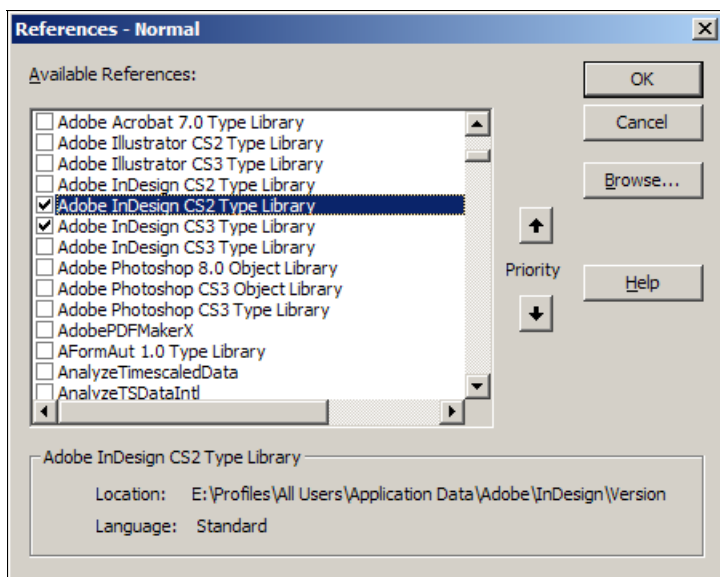 References - Normal
Available References:
Adobe Acrobat 7.0 Type Library
Adobe Illustrator CS2 Type Library
Adobe Illustrator CS3 Type Library
Adobe InDesign CS2 Type Library
Adobe InDesign CS2 Type Library
Adobe InDesign CS3 Type Library
Adobe InDesign CS3 Type Library
Adobe Photoshop 8.0 Object Library
Adobe Photoshop CS3 Object Library
Adobe Photoshop CS3 Type Library
AdobePDFMakerX
AFormAut 1.0 Type Library
AnalyzeTimescaledData
AnalyzeTSDataIntl
OK
Cancel
Browse...
Priority
Help
Adobe InDesign CS2 Type Library
Location: E:\Profiles\All Users\Application Data\Adobe\InDesign\Version
Language: Standard